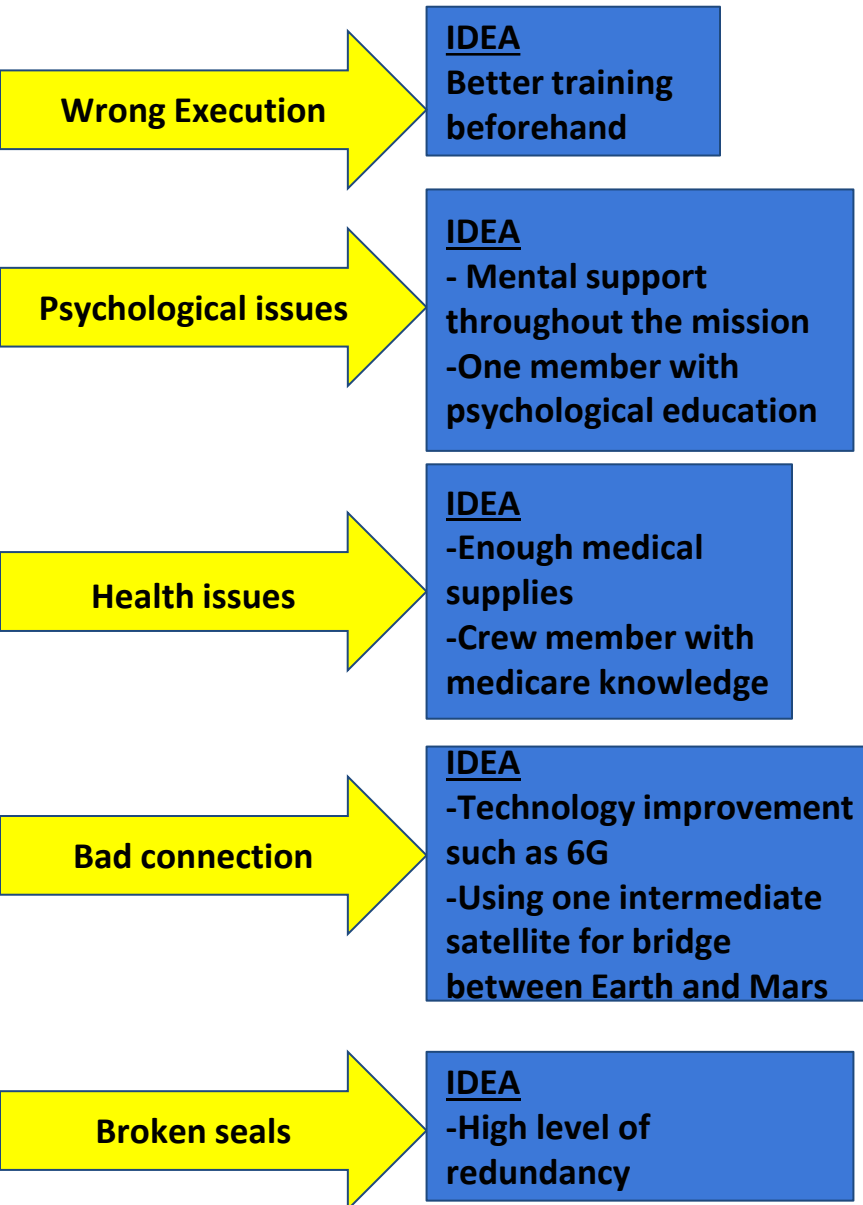 Wrong Execution
IDEA
Better training
beforehand
Psychological issues
IDEA
- Mental support
throughout the mission
-One member with
psychological education
Health issues
IDEA
-Enough medical
supplies
-Crew member with
medicare knowledge
Bad connection
IDEA
-Technology improvement
such as 6G
-Using one intermediate
satellite for bridge
between Earth and Mars
Broken seals
IDEA
-High level of
redundancy